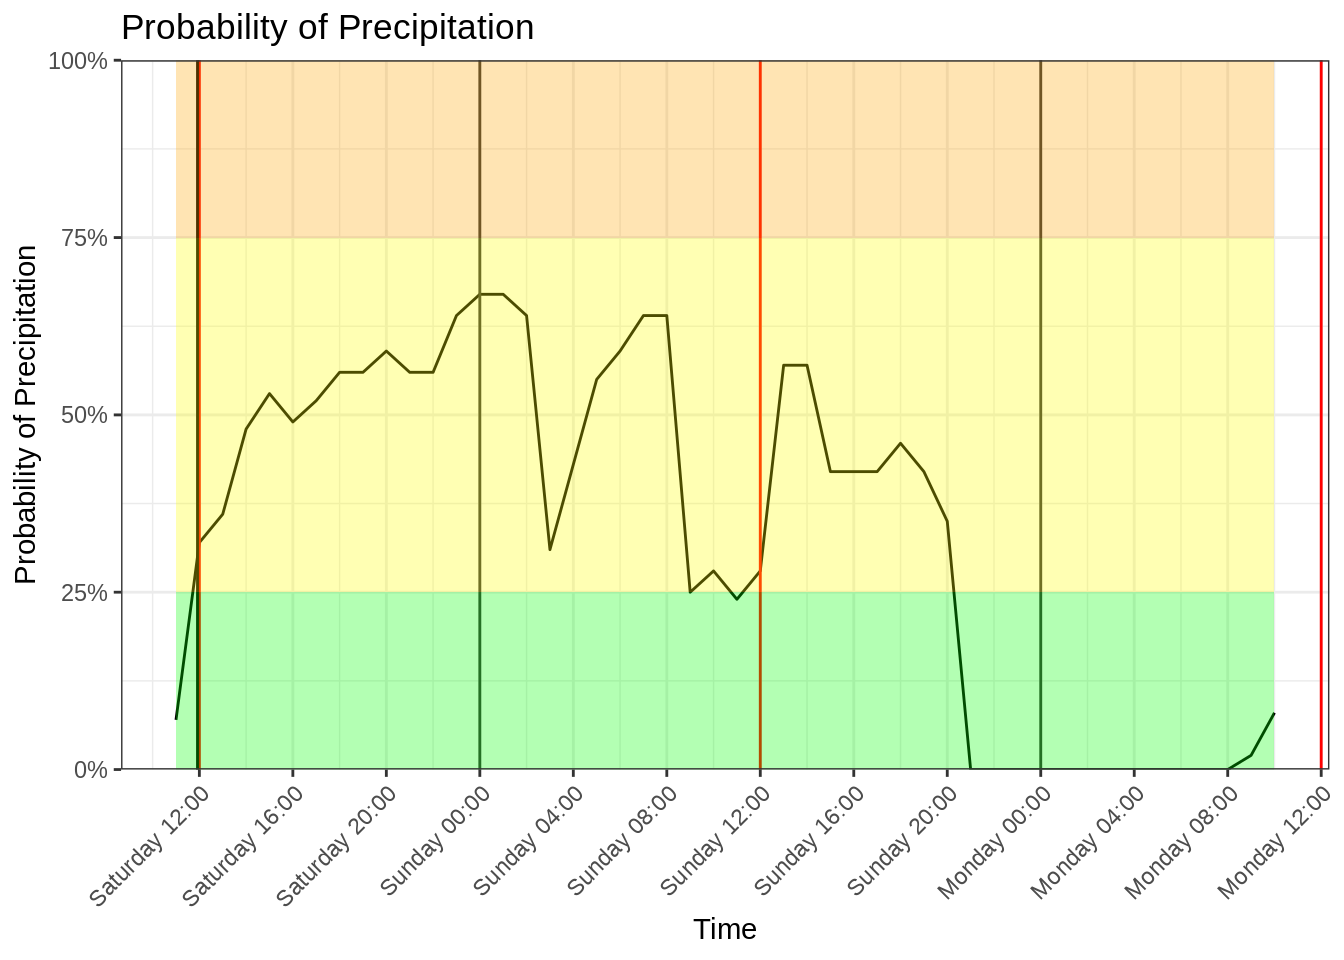 Probability of Precipitation
Probability of Precipitation
100%
75%
50%
25%
0%
Saturday 12:00
Saturday 16:00
Saturday 20:00
Sunday 00:00
Sunday 04:00
Sunday 08:00
Sunday 12:00
Sunday 16:00
Sunday 20:00
Monday 00:00
Monday 04:00
Monday 08:00
Monday 12:00
Time